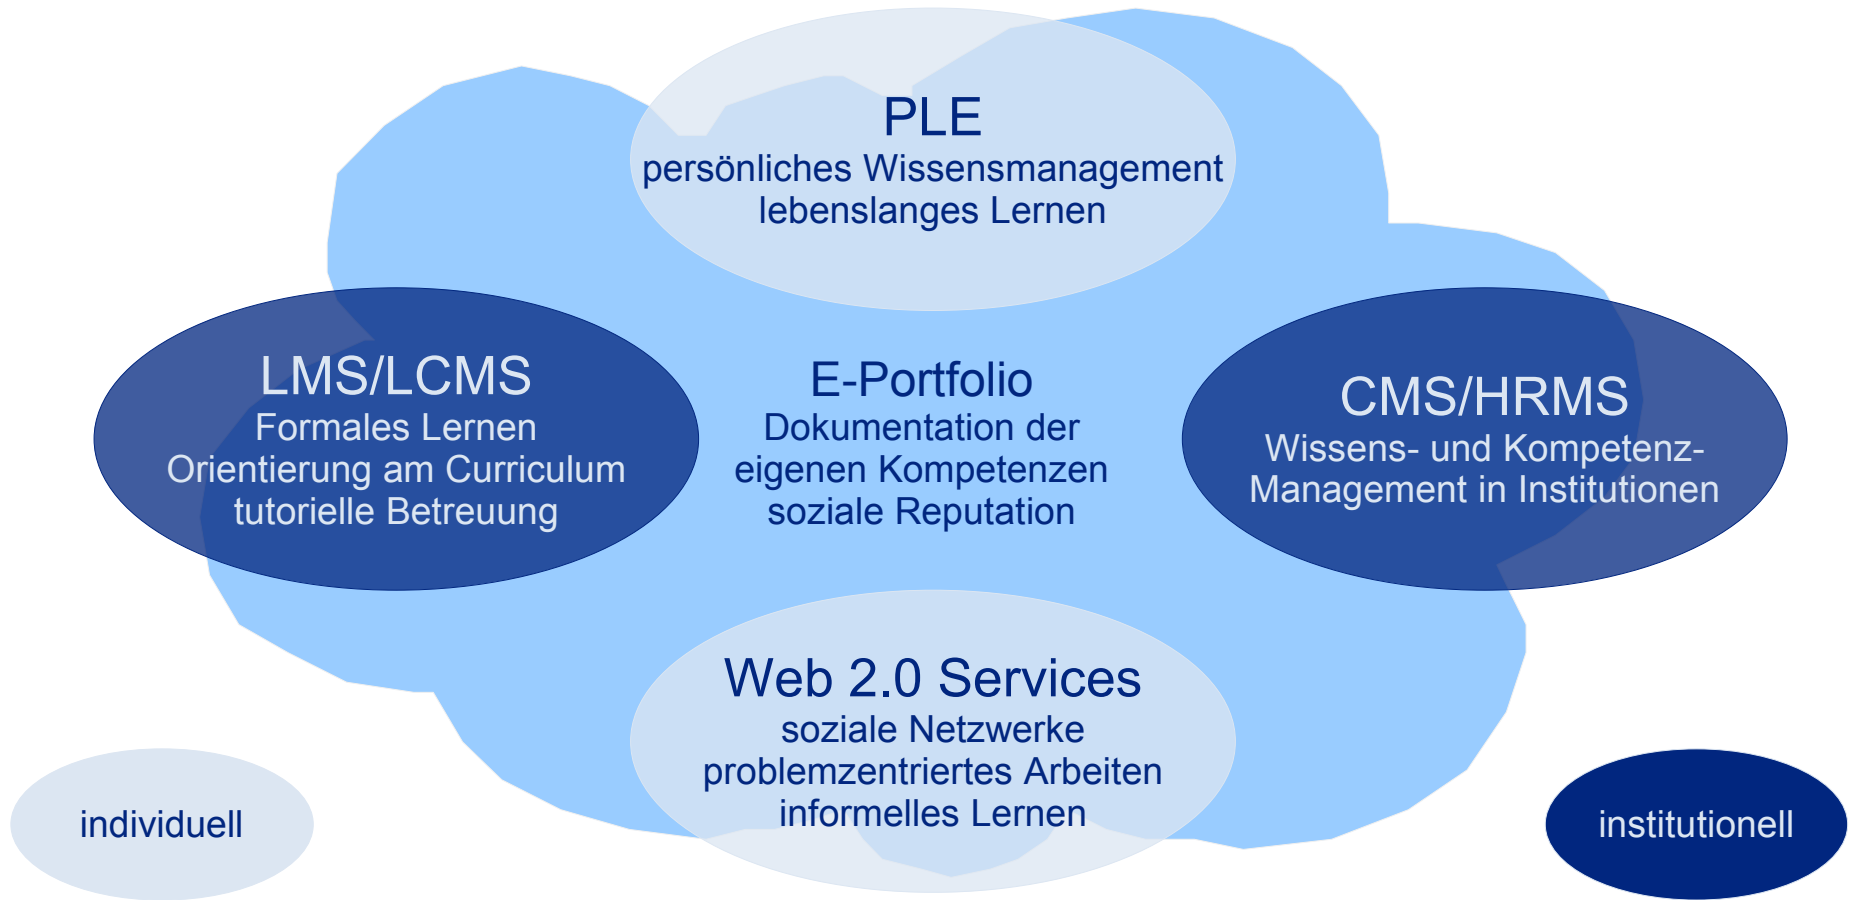 PLE
persönliches Wissensmanagement
lebenslanges Lernen
LMS/LCMS
Formales Lernen
Orientierung am Curriculum
tutorielle Betreuung
E-Portfolio
Dokumentation der
eigenen Kompetenzen
soziale Reputation
CMS/HRMS
Wissens- und Kompetenz-
Management in Institutionen
Web 2.0 Services
soziale Netzwerke
problemzentriertes Arbeiten
informelles Lernen
individuell
institutionell